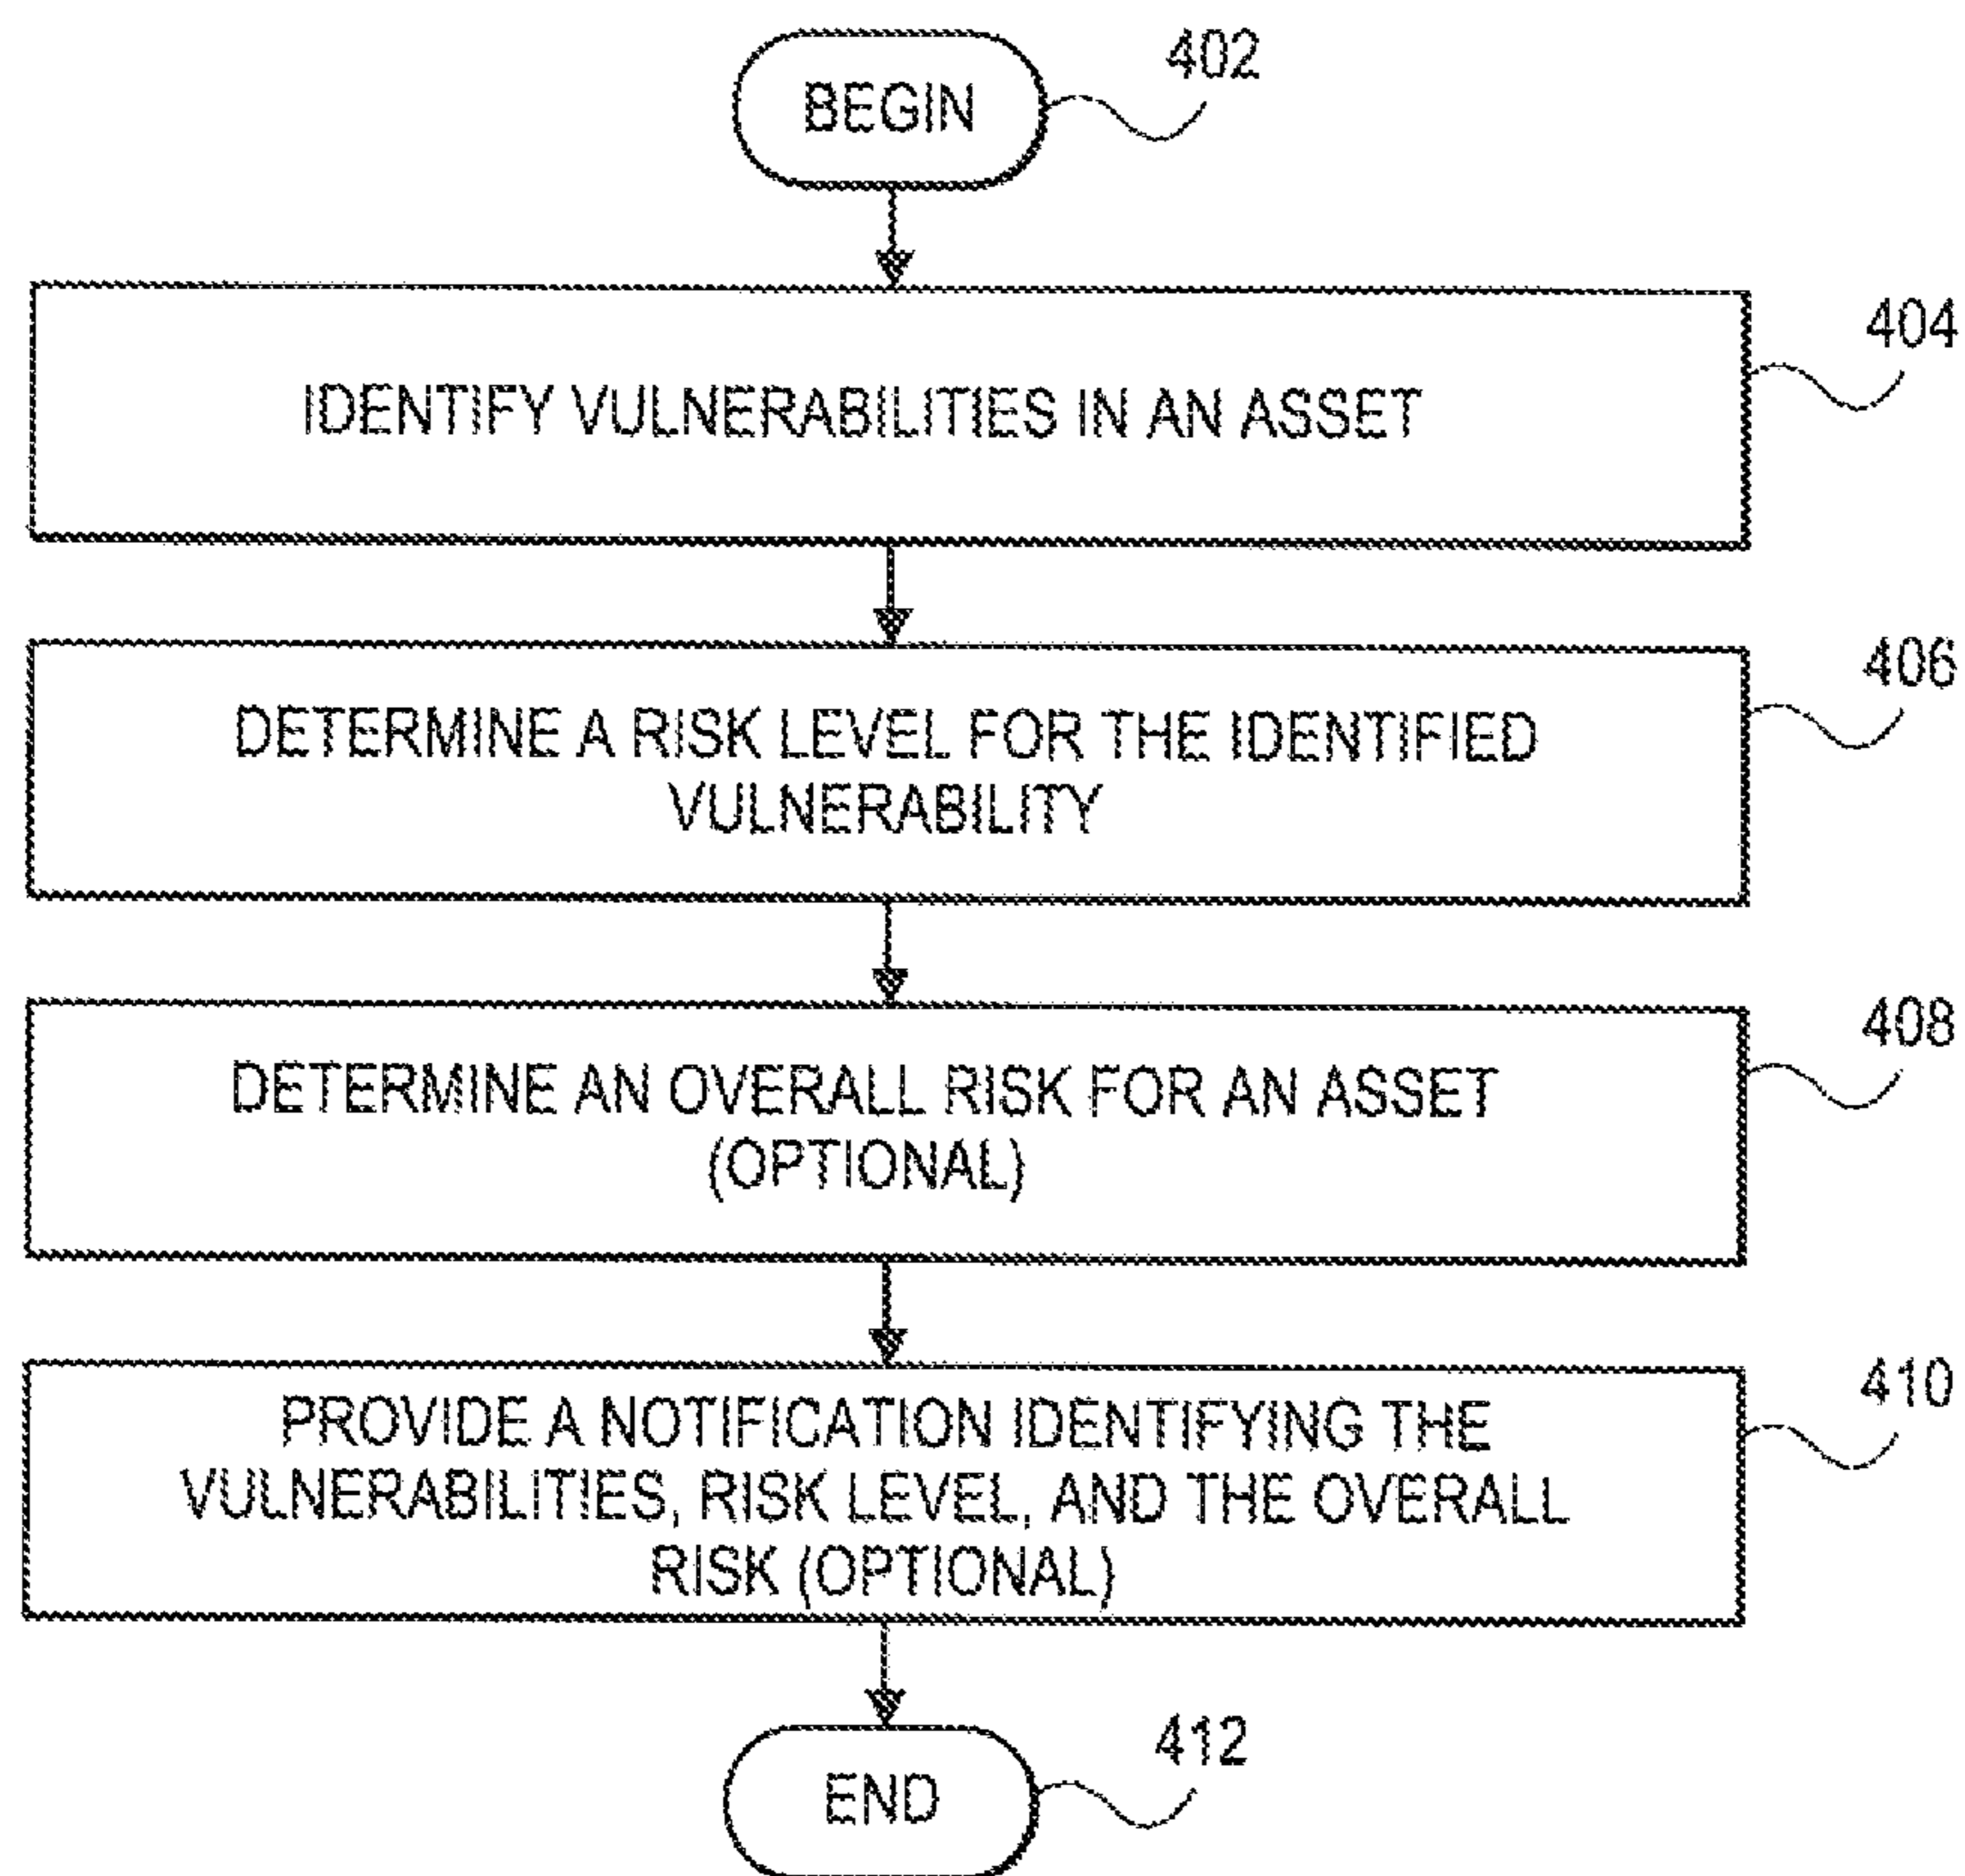 BEGIN
402
IDENTIFY VULNERABILITIES IN AN ASSET
404
DETERMINE A RISK LEVEL FOR THE IDENTIFIED
VULNERABILITY
406
DETERMINE AN OVERALL RISK FOR AN ASSET
(OPTIONAL)
408
PROVIDE A NOTIFICATION IDENTIFYING THE
VULNERABILITIES, RISK LEVEL, AND THE OVERALL
RISK (OPTIONAL)
410
END
412